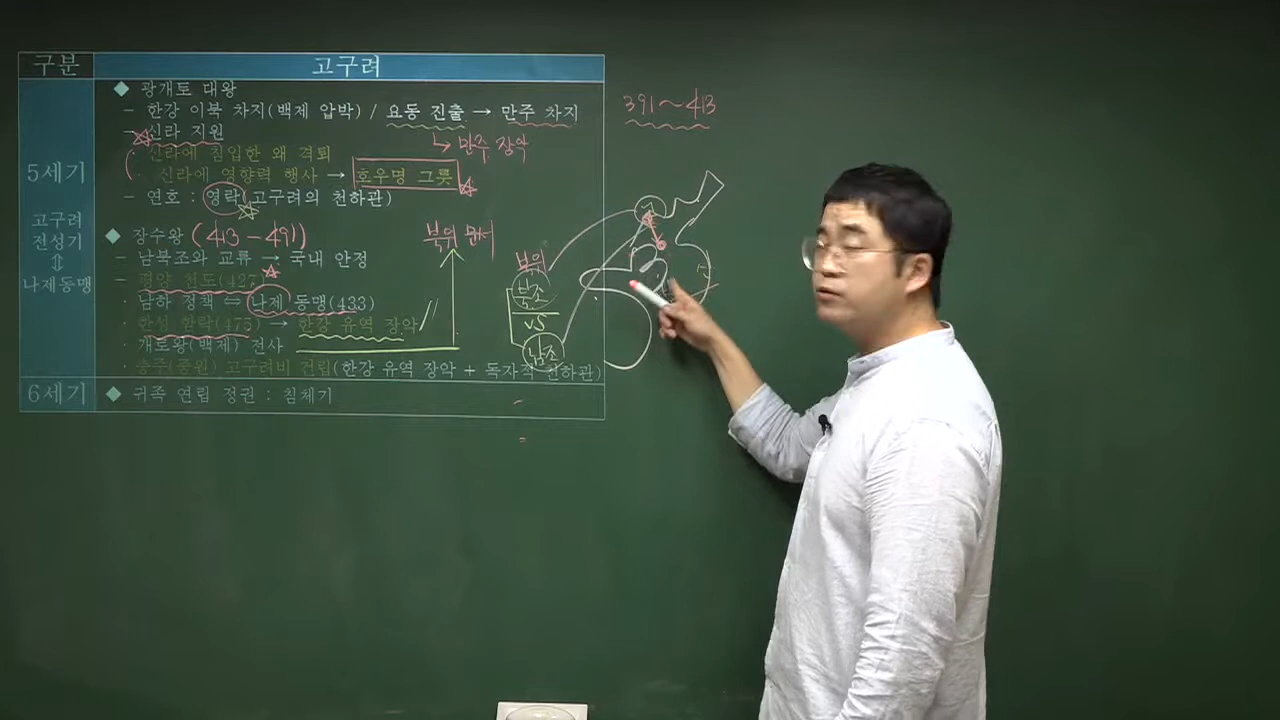 구분
고구려
5세기
고구려
전성기
⇕
나제동맹
◆ 광개토 대왕
- 한강 이북 차지(백제 압박) / 요동 진출 → 만주 차지
- 신라 지원
· 신라에 침입한 왜 격퇴
· 신라에 영향력 행사 → 호우명 그릇
- 연호 : 영락(고구려의 천하관)
◆ 장수왕 (413-491)
- 남북조와 교류 → 국내 안정
- 평양 천도(427)
- 남하 정책 ⇔ 나제 동맹(433)
· 한성 함락(475) → 한강 유역 장악
· 개로왕(백제) 전사
· 충주(중원) 고구려비 건립(한강 유역 장악 + 독자적 천하관)
6세기
◆ 귀족 연립 정권 : 침체기
391~413
↳ 만주 장악
북위
북조
vs
남조